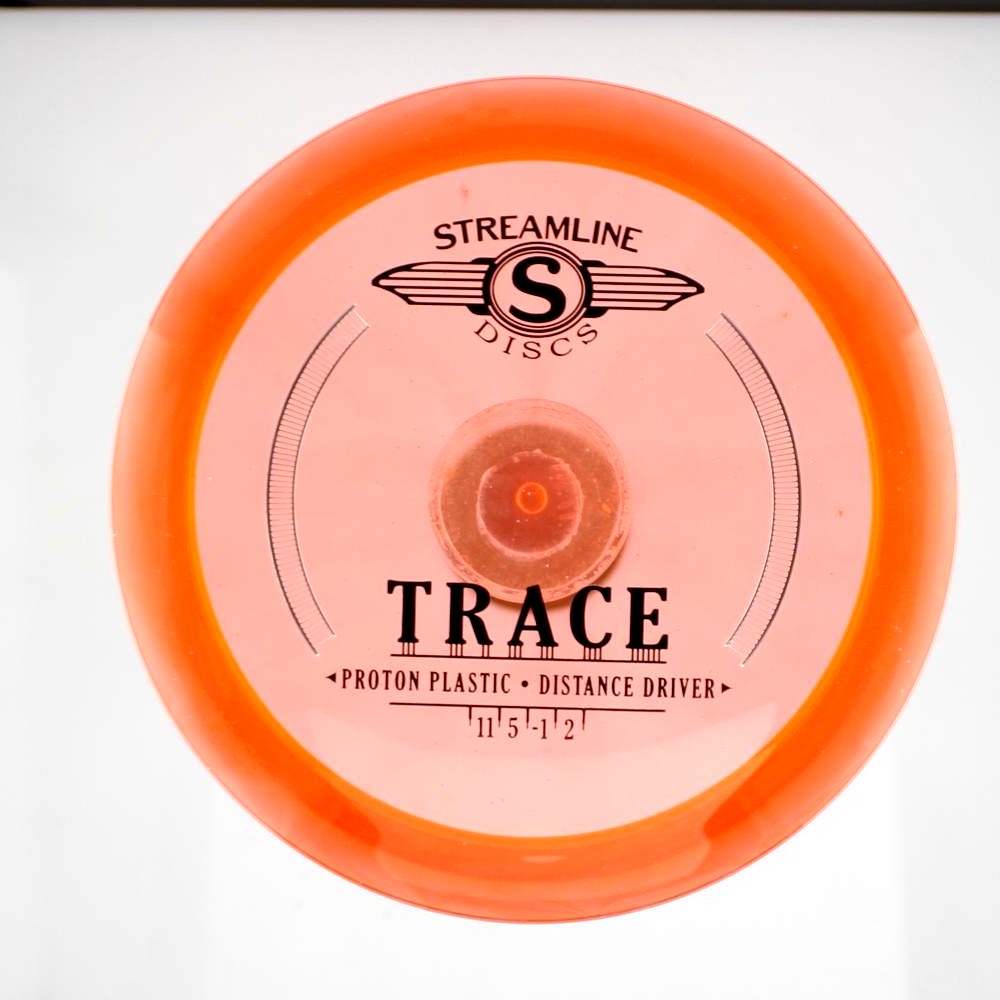 STREAMLINE
S
DISCS
TRACE
PROTON PLASTIC • DISTANCE DRIVER
11 5 -1 2